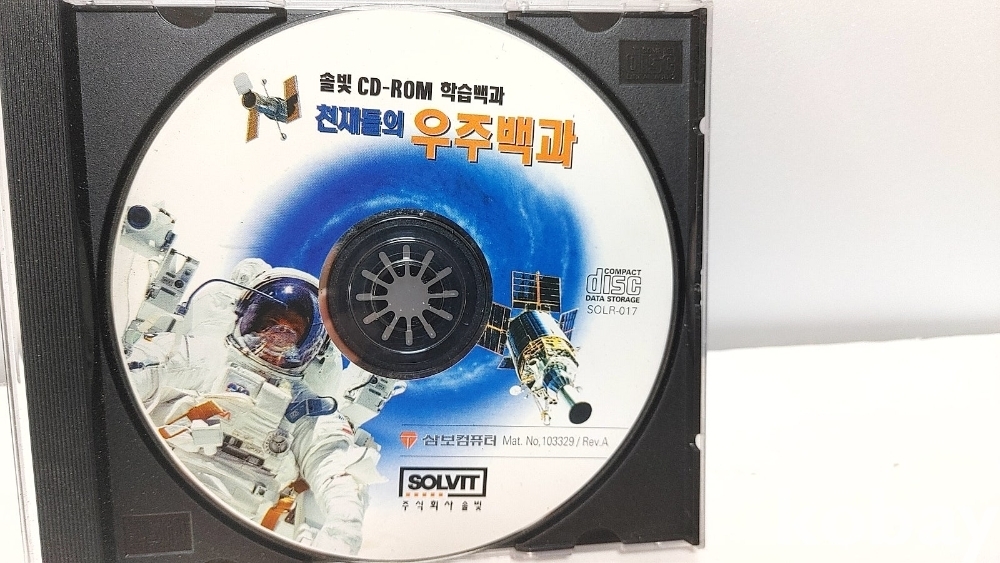 솔빛 CD-ROM 학습백과
천재들의 우주백과
COMPACT
disc
DATA STORAGE
SOLR-017
삼보컴퓨터 Mat. No,103329 / Rev.A
SOLVIT
주식회사 솔빛